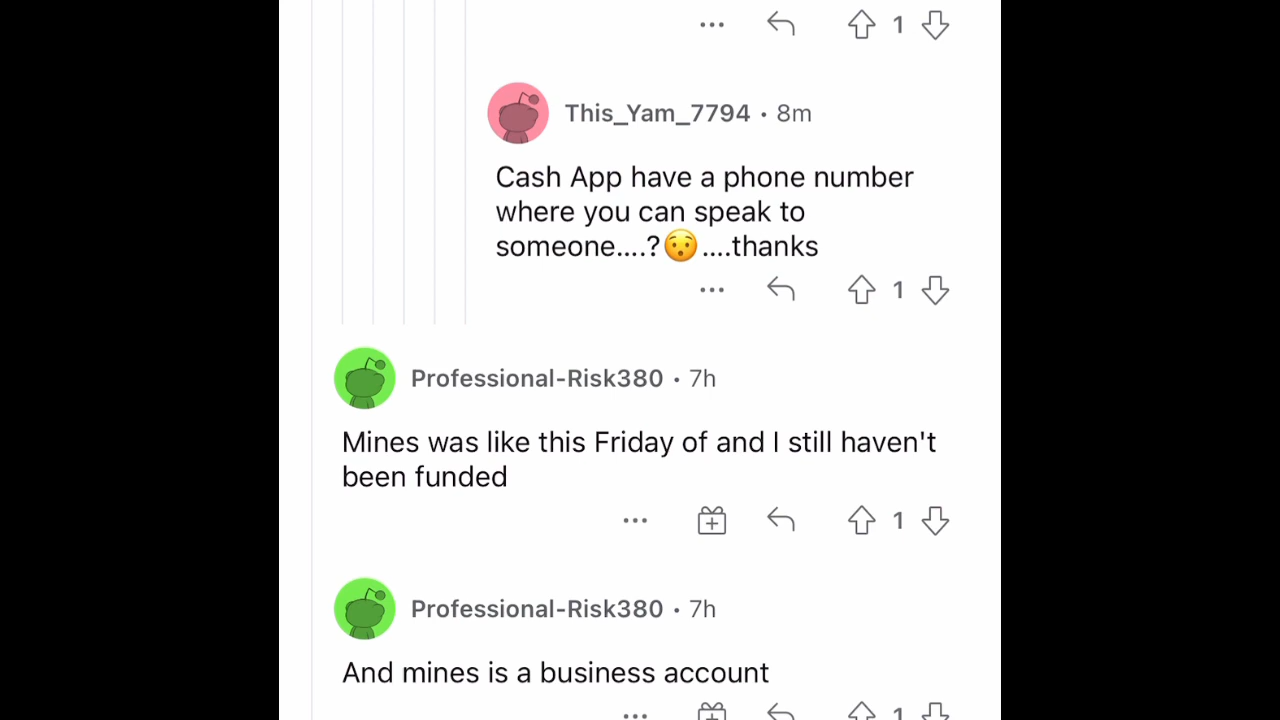 1
This_Yam_7794 • 8m
Cash App have a phone number
where you can speak to
someone....?😯....thanks
1
Professional-Risk380 • 7h
Mines was like this Friday of and I still haven't
been funded
1
Professional-Risk380 • 7h
And mines is a business account
1